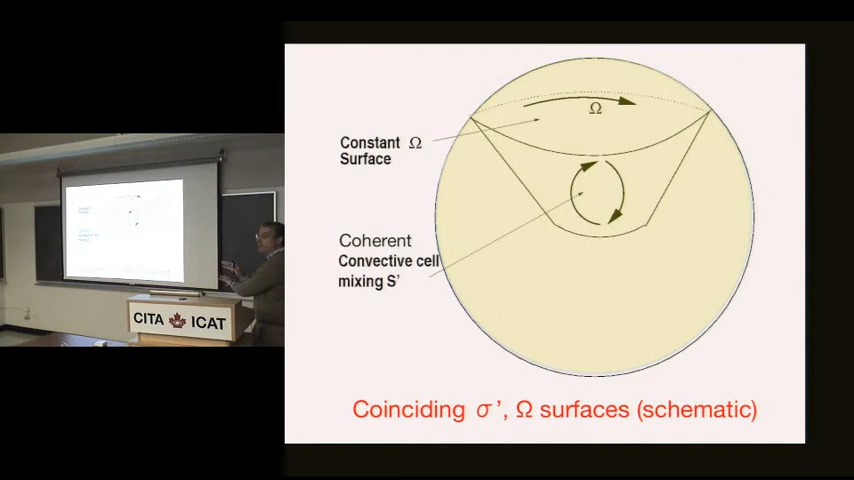 Ω
Constant Ω
Surface
Coherent
Convective cell
mixing S'
Coinciding σ', Ω surfaces (schematic)
CITA ICAT